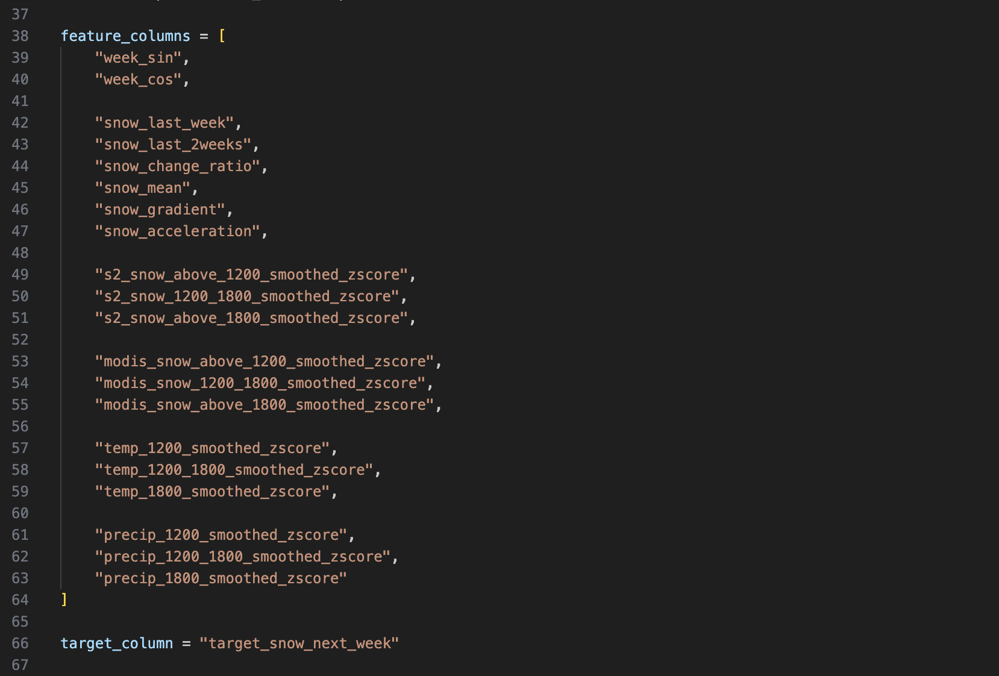 37
38 feature_columns = [
39 "week_sin",
40 "week_cos",
41
42 "snow_last_week",
43 "snow_last_2weeks",
44 "snow_change_ratio",
45 "snow_mean",
46 "snow_gradient",
47 "snow_acceleration",
48
49 "s2_snow_above_1200_smoothed_zscore",
50 "s2_snow_1200_1800_smoothed_zscore",
51 "s2_snow_above_1800_smoothed_zscore",
52
53 "modis_snow_above_1200_smoothed_zscore",
54 "modis_snow_1200_1800_smoothed_zscore",
55 "modis_snow_above_1800_smoothed_zscore",
56
57 "temp_1200_smoothed_zscore",
58 "temp_1200_1800_smoothed_zscore",
59 "temp_1800_smoothed_zscore",
60
61 "precip_1200_smoothed_zscore",
62 "precip_1200_1800_smoothed_zscore",
63 "precip_1800_smoothed_zscore"
64 ]
65
66 target_column = "target_snow_next_week"
67